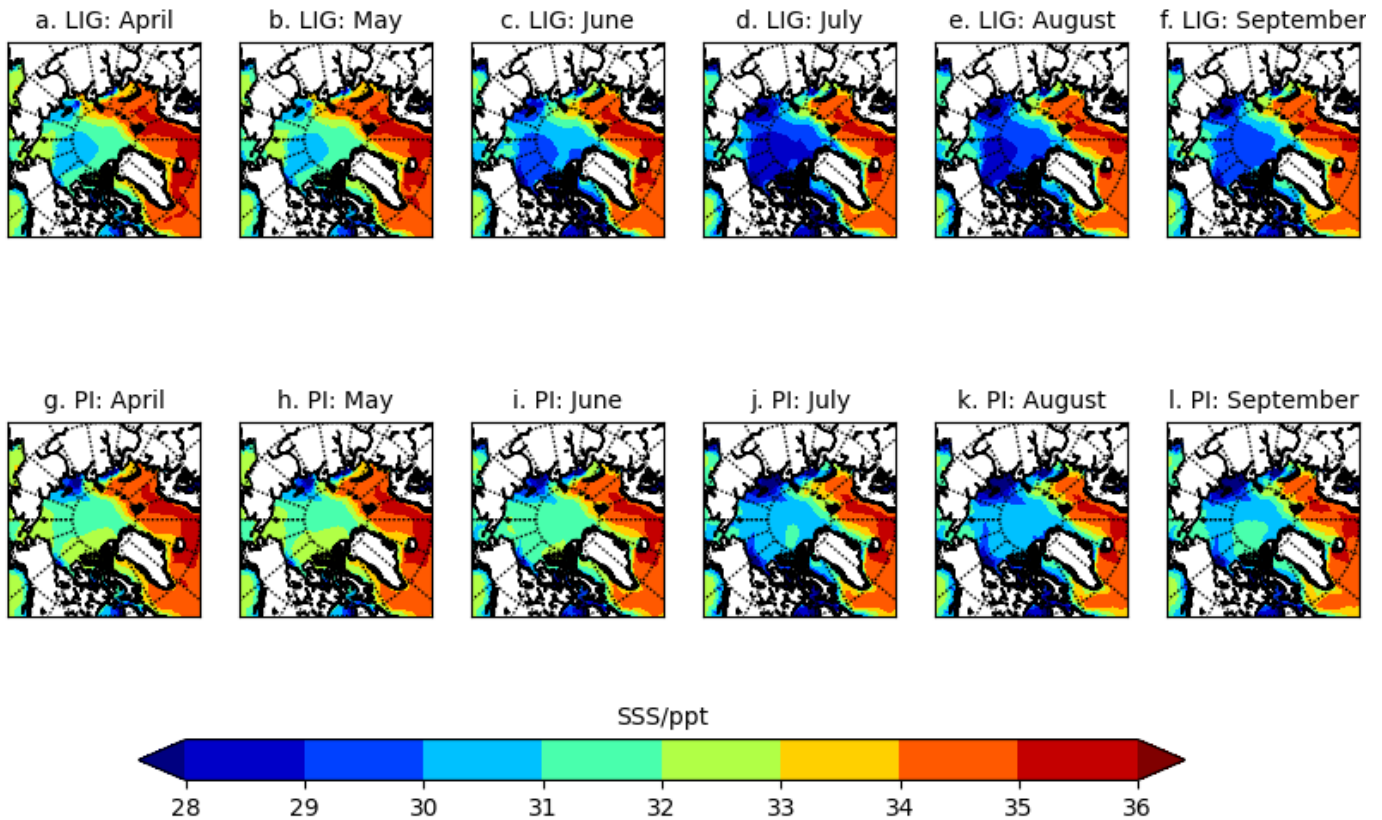 a. LIG: April
b. LIG: May
c. LIG: June
d. LIG: July
e. LIG: August
f. LIG: September
g. PI: April
h. PI: May
i. PI: June
j. PI: July
k. PI: August
l. PI: September
SSS/ppt
28 29 30 31 32 33 34 35 36